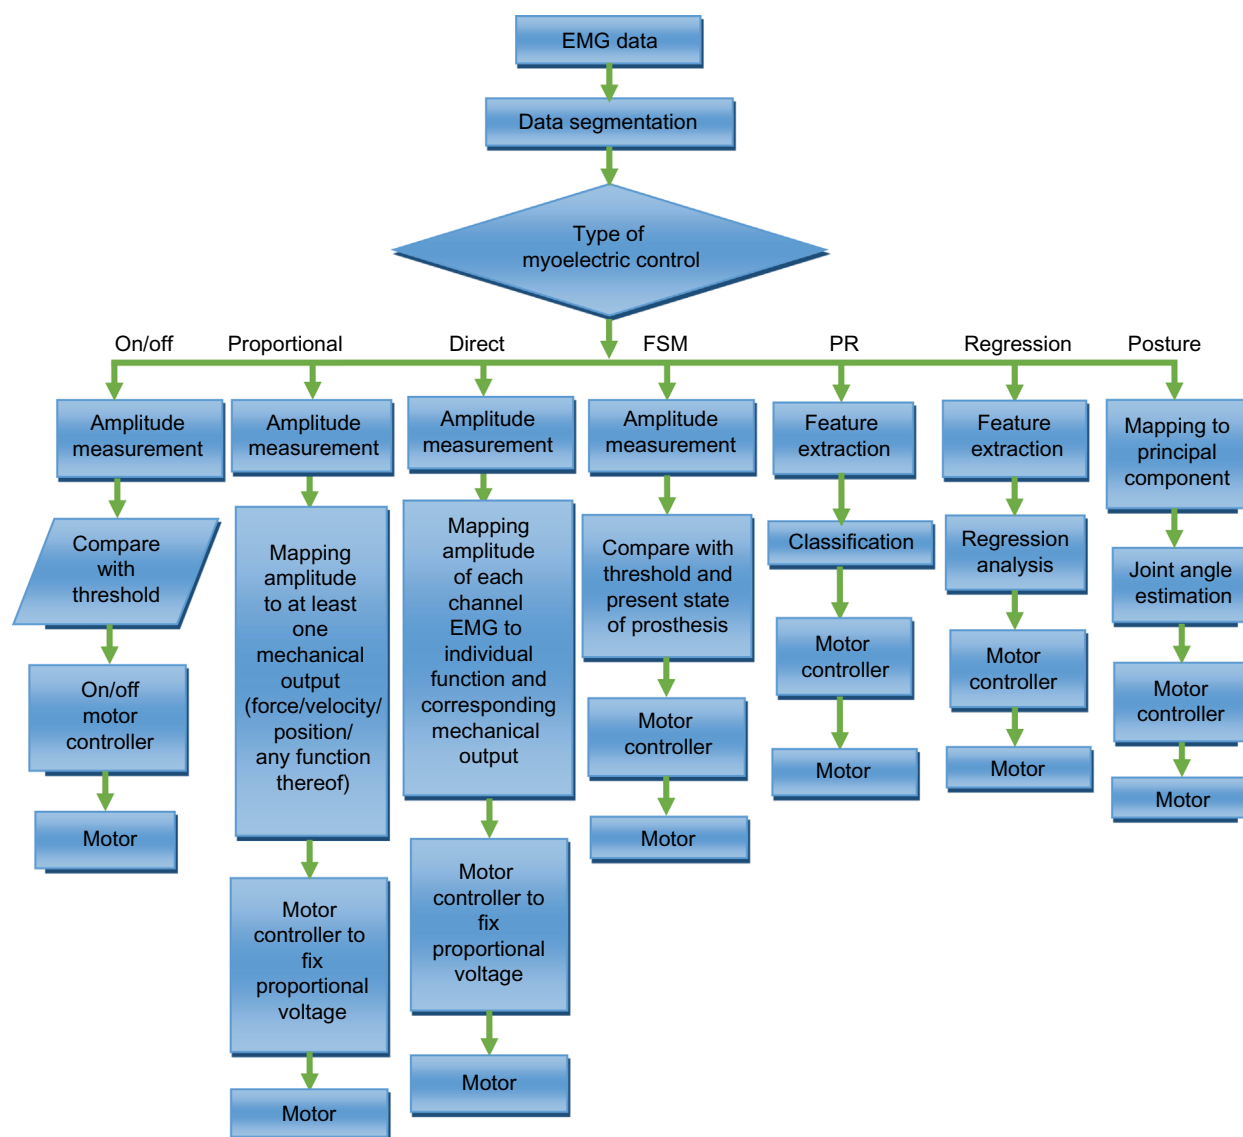 EMG data
Data segmentation
Type of
myoelectric control
On/off
Proportional
Direct
FSM
PR
Regression
Posture
Amplitude
measurement
Compare
with
threshold
On/off
motor
controller
Motor
Amplitude
measurement
Mapping
amplitude
to at least
one
mechanical
output
(force/velocity/
position/
any function
thereof)
Motor
controller to
fix
proportional
voltage
Motor
Amplitude
measurement
Mapping
amplitude
of each
channel
EMG to
individual
function and
corresponding
mechanical
output
Motor
controller to
fix
proportional
voltage
Motor
Amplitude
measurement
Compare with
threshold and
present state
of prosthesis
Motor
controller
Motor
Feature
extraction
Classification
Motor
controller
Motor
Feature
extraction
Regression
analysis
Motor
controller
Motor
Mapping to
principal
component
Joint angle
estimation
Motor
controller
Motor